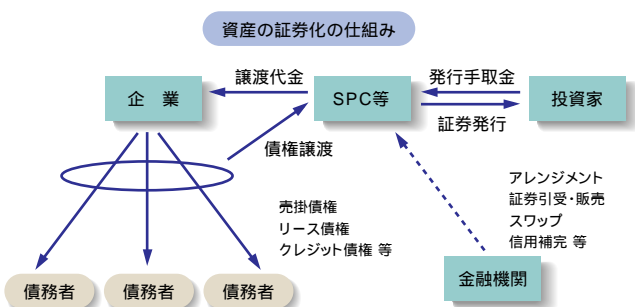 資産の証券化の仕組み
譲渡代金
発行手取金
企 業
SPC等
投資家
証券発行
債権譲渡
アレンジメント
証券引受・販売
スワップ
信用補完 等
売掛債権
リース債権
クレジット債権 等
債務者
債務者
債務者
金融機関